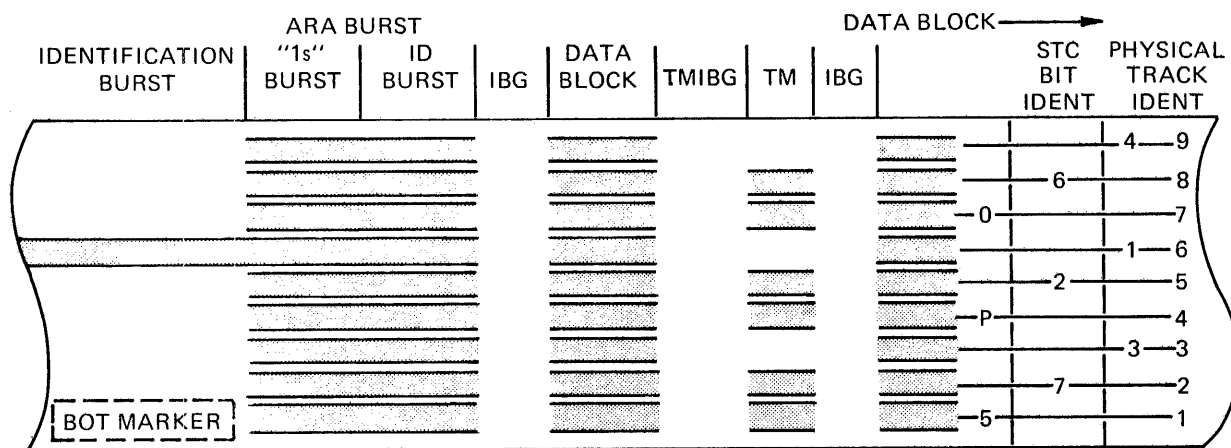 ARA BURST
DATA BLOCK
IDENTIFICATION BURST
"1s" BURST
ID BURST
IBG
DATA BLOCK
TMIBG
TM
IBG
STC BIT IDENT
PHYSICAL TRACK IDENT
4 9
6 8
0 7
1 6
2 5
P 4
3 3
7 2
BOT MARKER
5 1